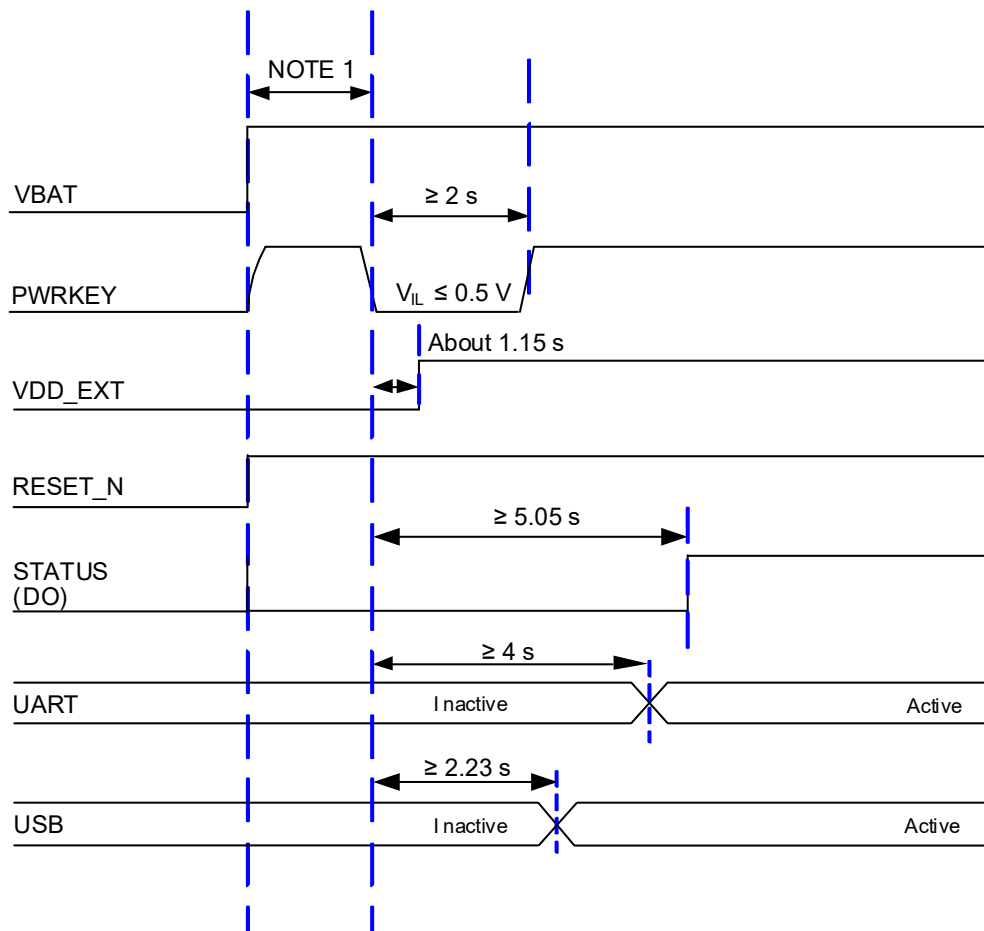 NOTE 1
VBAT
≥ 2 s
PWRKEY
VIL ≤ 0.5 V
About 1.15 s
VDD_EXT
RESET_N
≥ 5.05 s
STATUS
(DO)
≥ 4 s
UART
Inactive
Active
≥ 2.23 s
USB
Inactive
Active